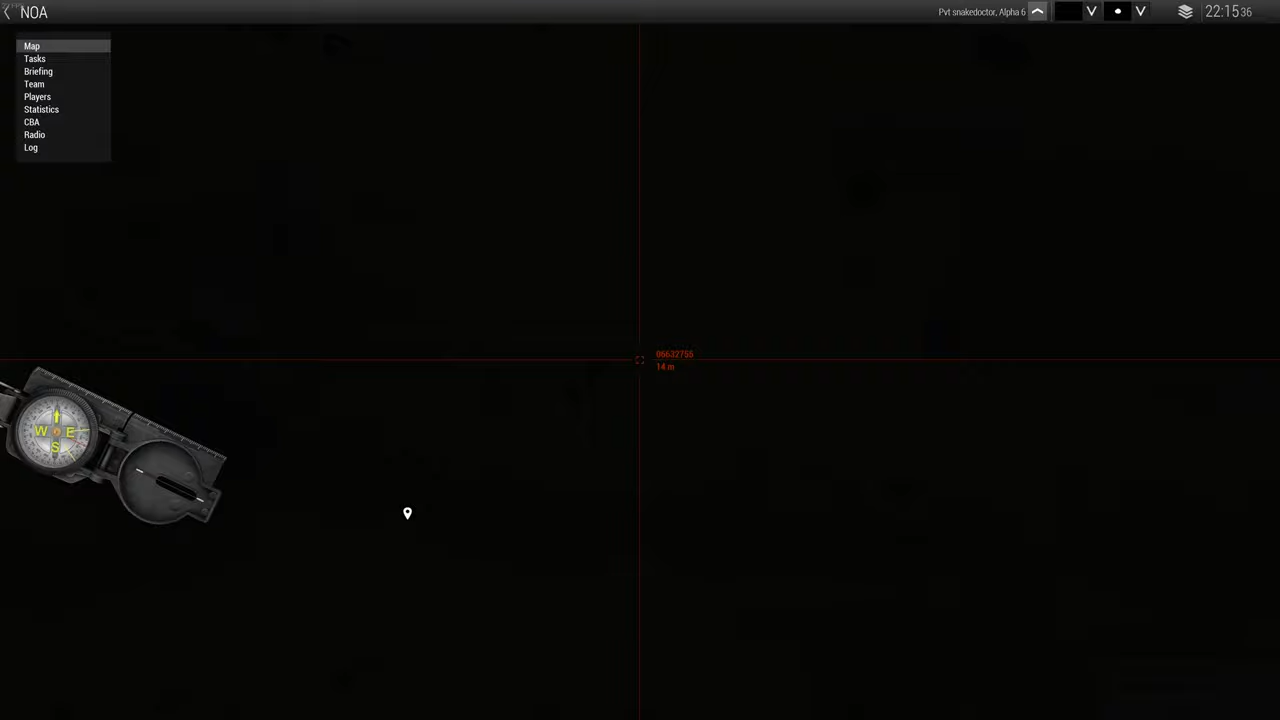 NOA
Pvt snakedoctor, Alpha 6
22:15 36
Map
Tasks
Briefing
Team
Players
Statistics
CBA
Radio
Log
06632755
14 m
W E
S